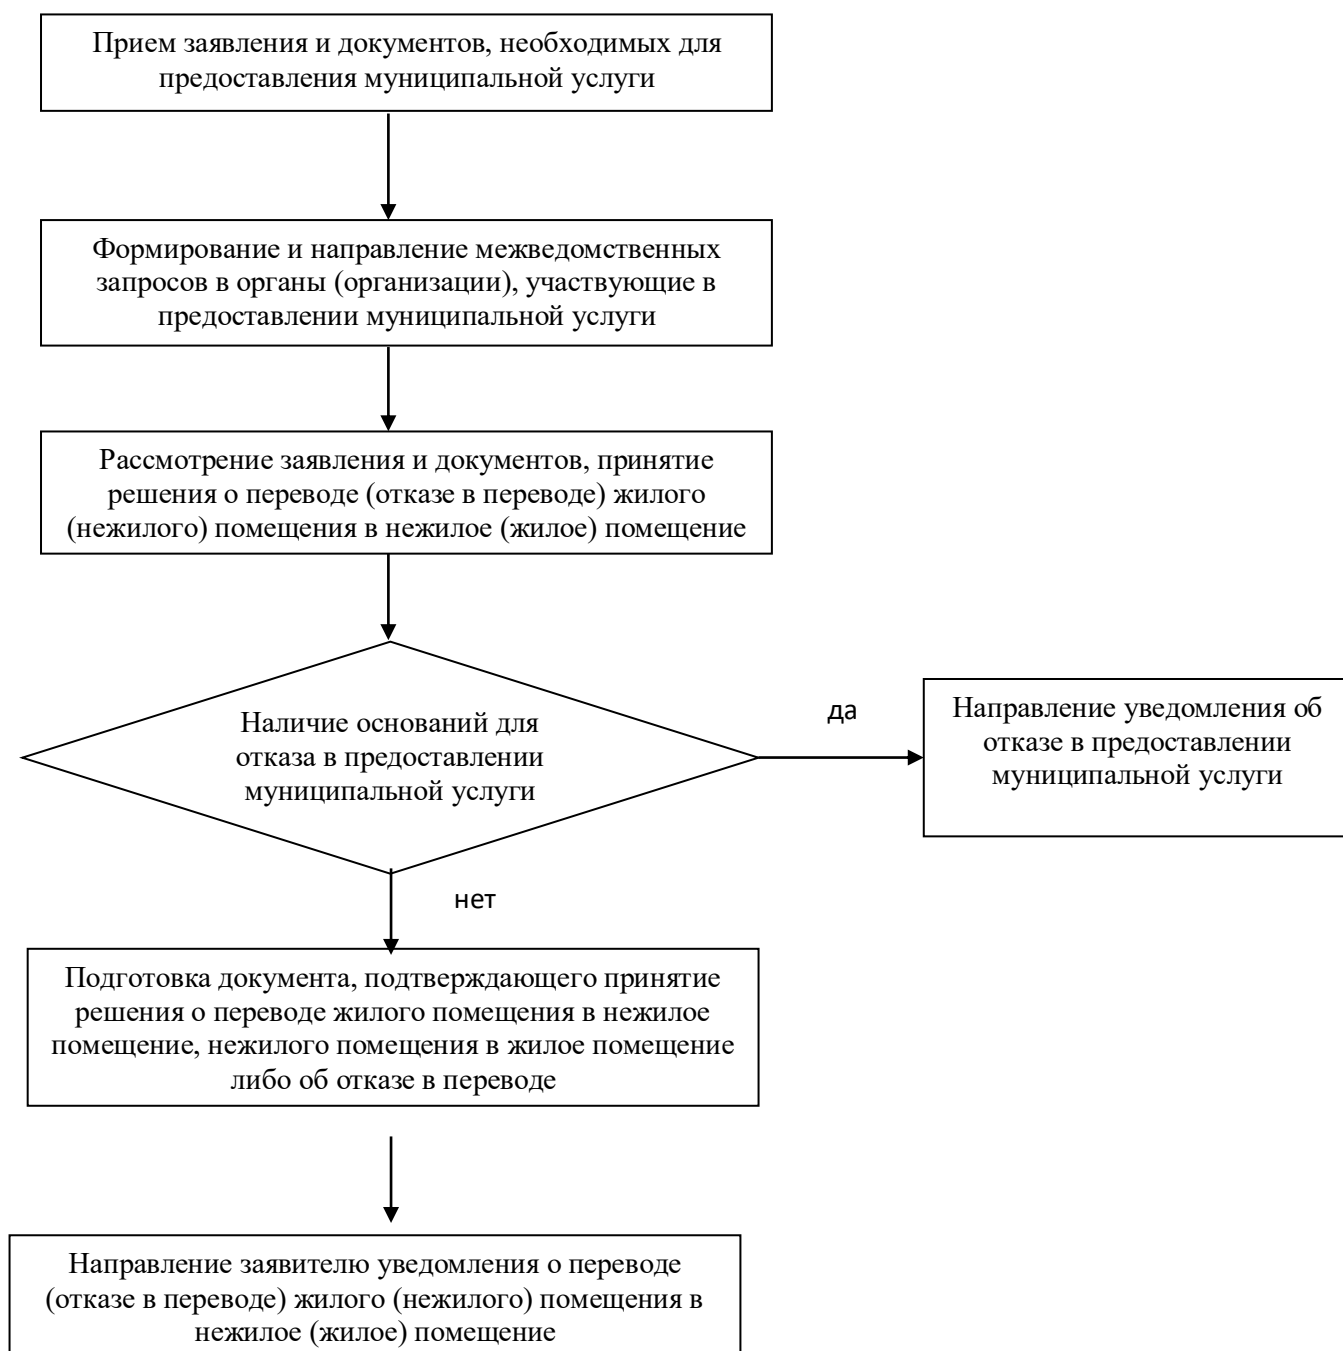 Прием заявления и документов, необходимых для
предоставления муниципальной услуги
Формирование и направление межведомственных
запросов в органы (организации), участвующие в
предоставлении муниципальной услуги
Рассмотрение заявления и документов, принятие
решения о переводе (отказе в переводе) жилого
(нежилого) помещения в нежилое (жилое) помещение
Наличие оснований для
отказа в предоставлении
муниципальной услуги
да
Направление уведомления об
отказе в предоставлении
муниципальной услуги
нет
Подготовка документа, подтверждающего принятие
решения о переводе жилого помещения в нежилое
помещение, нежилого помещения в жилое помещение
либо об отказе в переводе
Направление заявителю уведомления о переводе
(отказе в переводе) жилого (нежилого) помещения в
нежилое (жилое) помещение